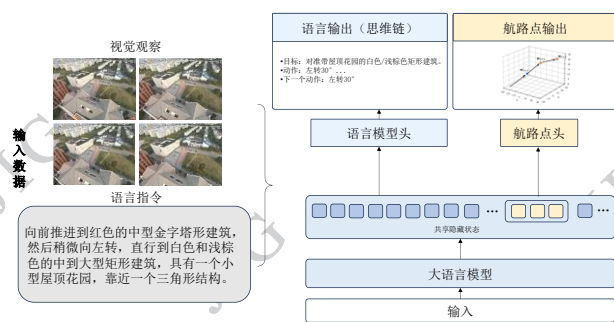 视觉观察
输入数据
语言指令
向前推进到红色的中型金字塔形建筑，
然后稍微向左转，直行到白色和浅棕
色的中到大型矩形建筑，具有一个小
型屋顶花园，靠近一个三角形结构。
语言输出（思维链）
•目标：对准带屋顶花园的白色/浅棕色矩形建筑。
•动作：左转30°...
•下一个动作：左转30°
航路点输出
语言模型头
航路点头
... ...
共享隐藏状态
大语言模型
输入